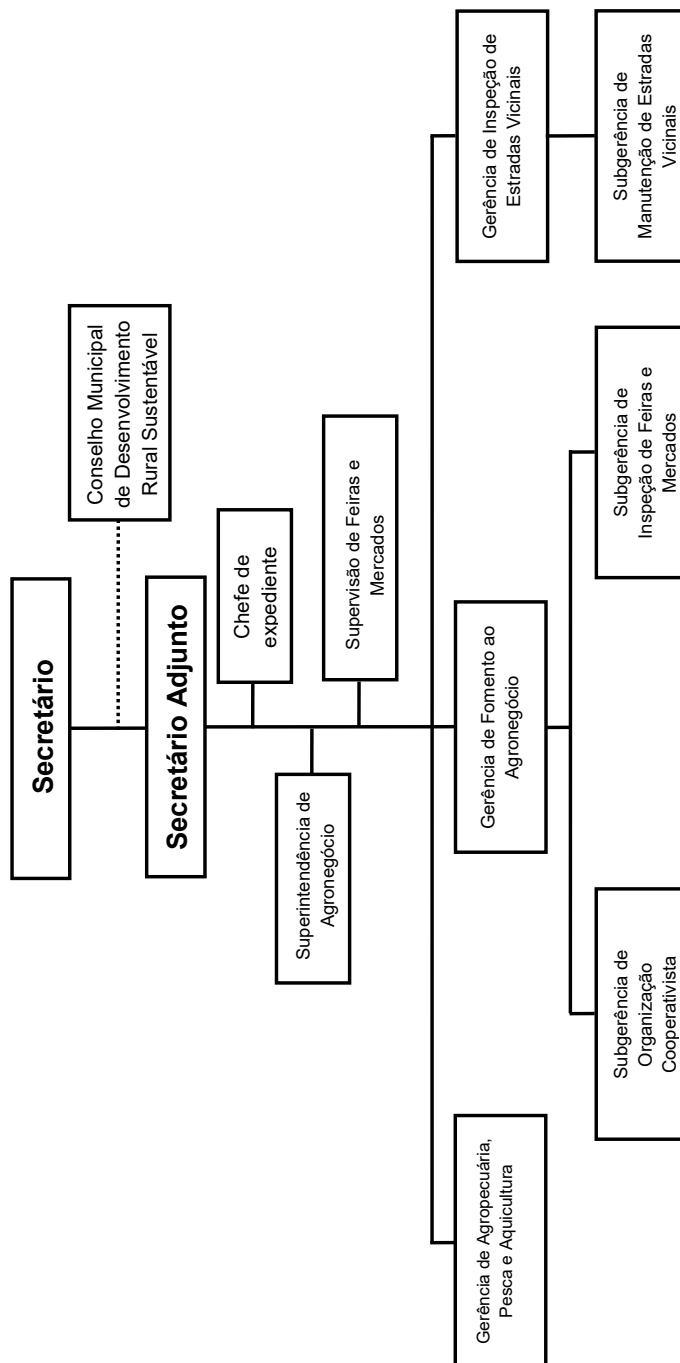 Secretário
Conselho Municipal
de Desenvolvimento
Rural Sustentável
Secretário Adjunto
Chefe de
expediente
Superintendência de
Agronegócio
Supervisão de Feiras e
Mercados
Gerência de Agropecuária,
Pesca e Aquicultura
Gerência de Fomento ao
Agronegócio
Gerência de Inspeção de
Estradas Vicinais
Subgerência de
Organização
Cooperativista
Subgerência de
Inspeção de Feiras e
Mercados
Subgerência de
Manutenção de Estradas
Vicinais